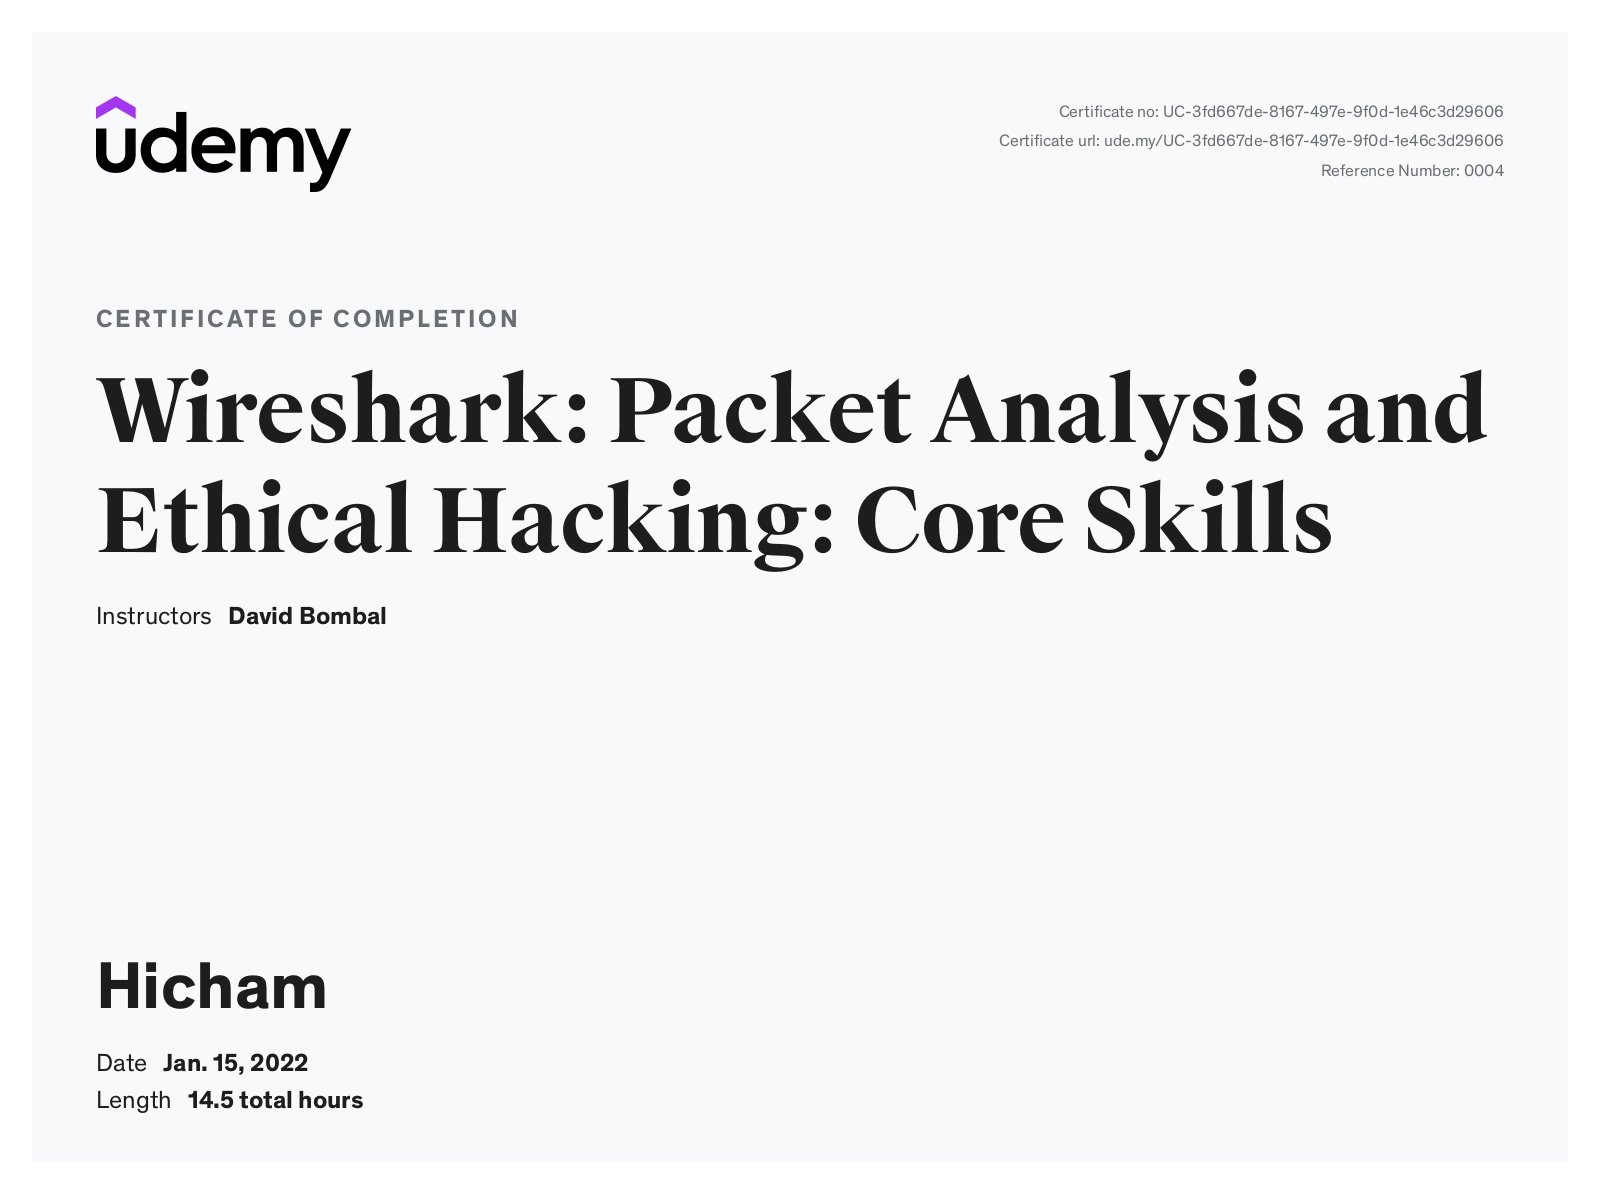 udemy
Certificate no: UC-3fd667de-8167-497e-9f0d-1e46c3d29606
Certificate url: ude.my/UC-3fd667de-8167-497e-9f0d-1e46c3d29606
Reference Number: 0004
CERTIFICATE OF COMPLETION
Wireshark: Packet Analysis and
Ethical Hacking: Core Skills
Instructors David Bombal
Hicham
Date Jan. 15, 2022
Length 14.5 total hours